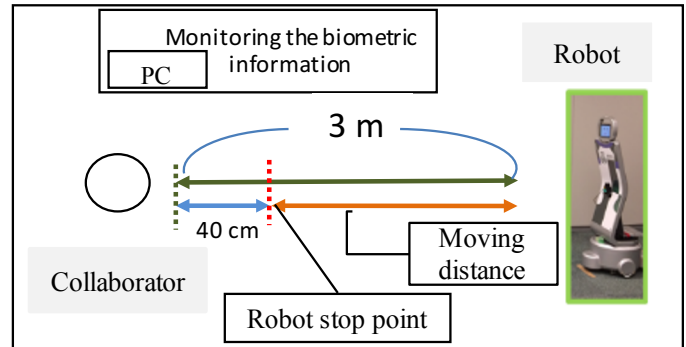 Monitoring the biometric
information
PC
Robot
3 m
40 cm
Moving
distance
Collaborator
Robot stop point